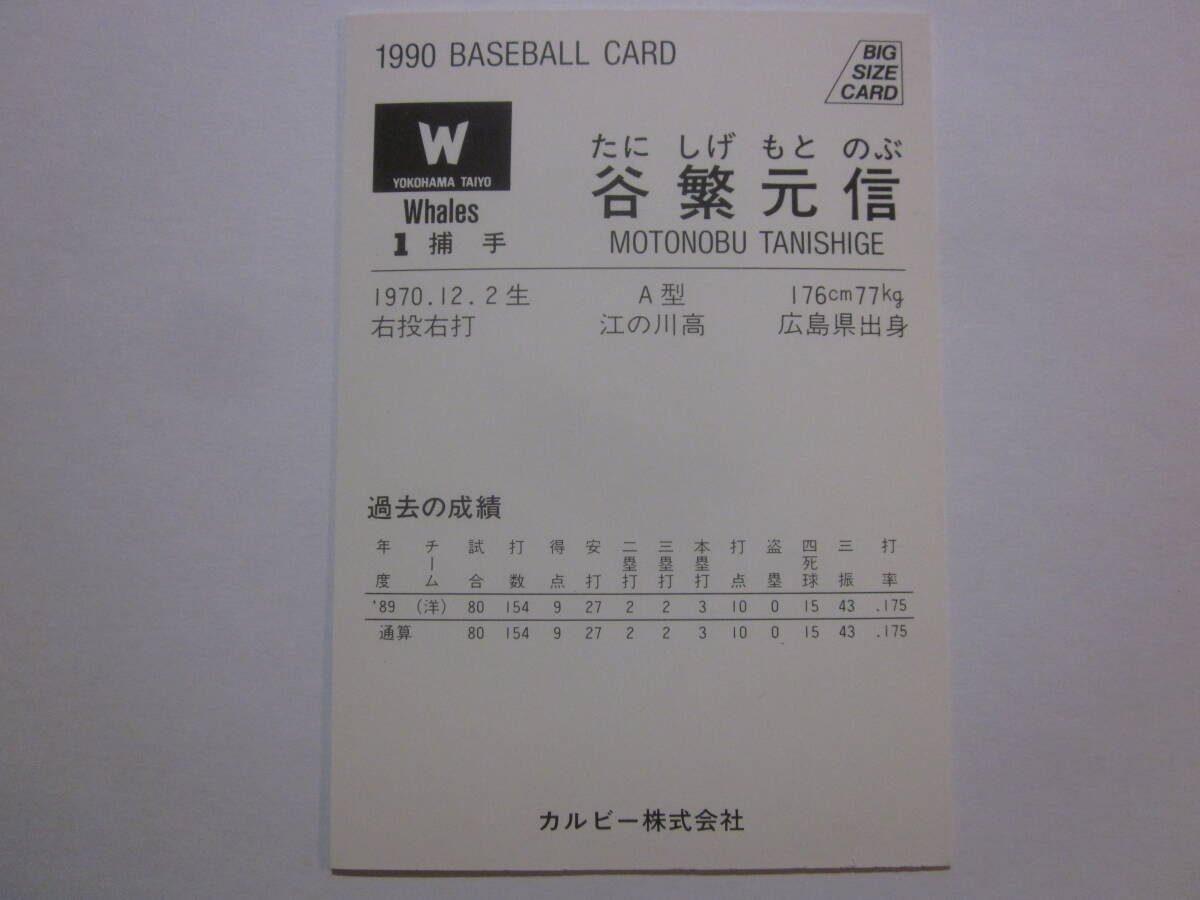 1990 BASEBALL CARD
BIG
SIZE
CARD
W
YOKOHAMA TAIYO
Whales
1 捕手
たに しげ もと のぶ
谷繁元信
MOTONOBU TANISHIGE
1970.12.2生 A型 176cm77kg
右投右打 江の川高 広島県出身
過去の成績
年度 チーム 試合 打数 得点 安打 二塁打 三塁打 本塁打 打点 盗塁 四死球 三振 打率
'89 (洋) 80 154 9 27 2 2 3 10 0 15 43 .175
通算 80 154 9 27 2 2 3 10 0 15 43 .175
カルビー株式会社